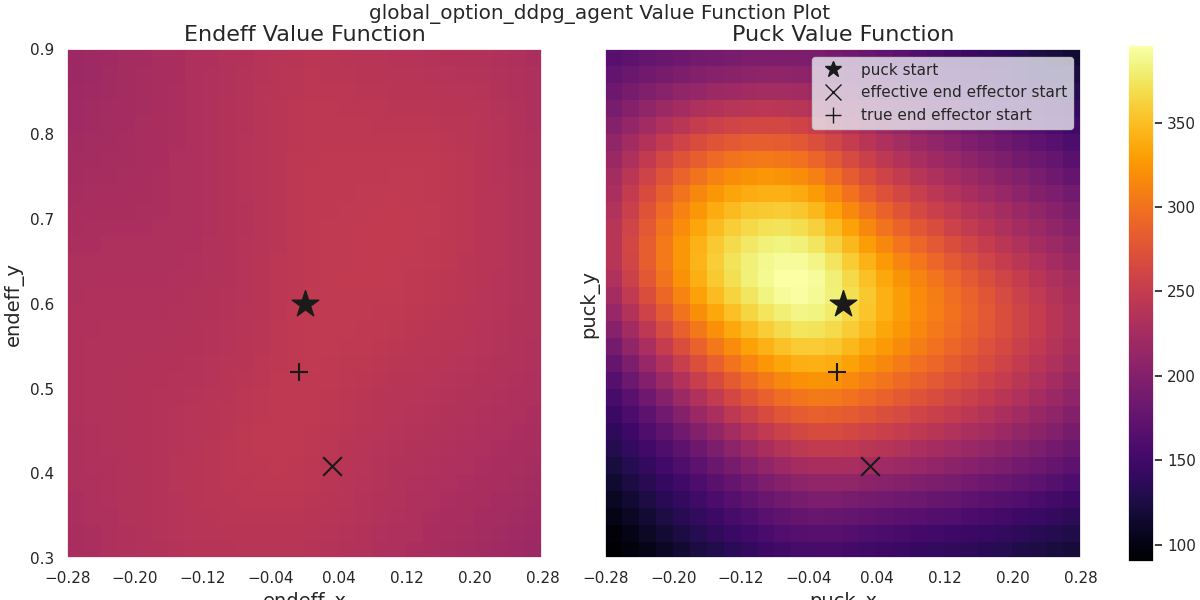 global_option_ddpg_agent Value Function Plot
Endeff Value Function
Puck Value Function
puck start
effective end effector start
true end effector start
0.9
0.8
0.7
0.6
0.5
0.4
0.3
endeff_y
−0.28 −0.20 −0.12 −0.04 0.04 0.12 0.20 0.28
endeff_x
puck_y
−0.28 −0.20 −0.12 −0.04 0.04 0.12 0.20 0.28
puck_x
350
300
250
200
150
100